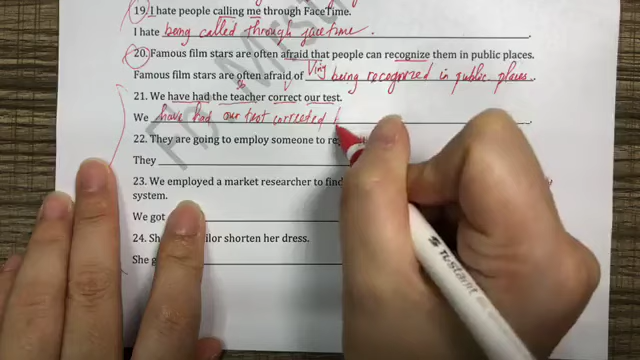 19. I hate people calling me through FaceTime.
I hate being called through facetime.
20. Famous film stars are often afraid that people can recognize them in public places.
Famous film stars are often afraid of Ving being recognized in public places.
21. We have had the teacher correct our test.
We have had our test corrected
22. They are going to employ someone to
They
23. We employed a market researcher to find
system.
We got
24. shorten her dress.
She